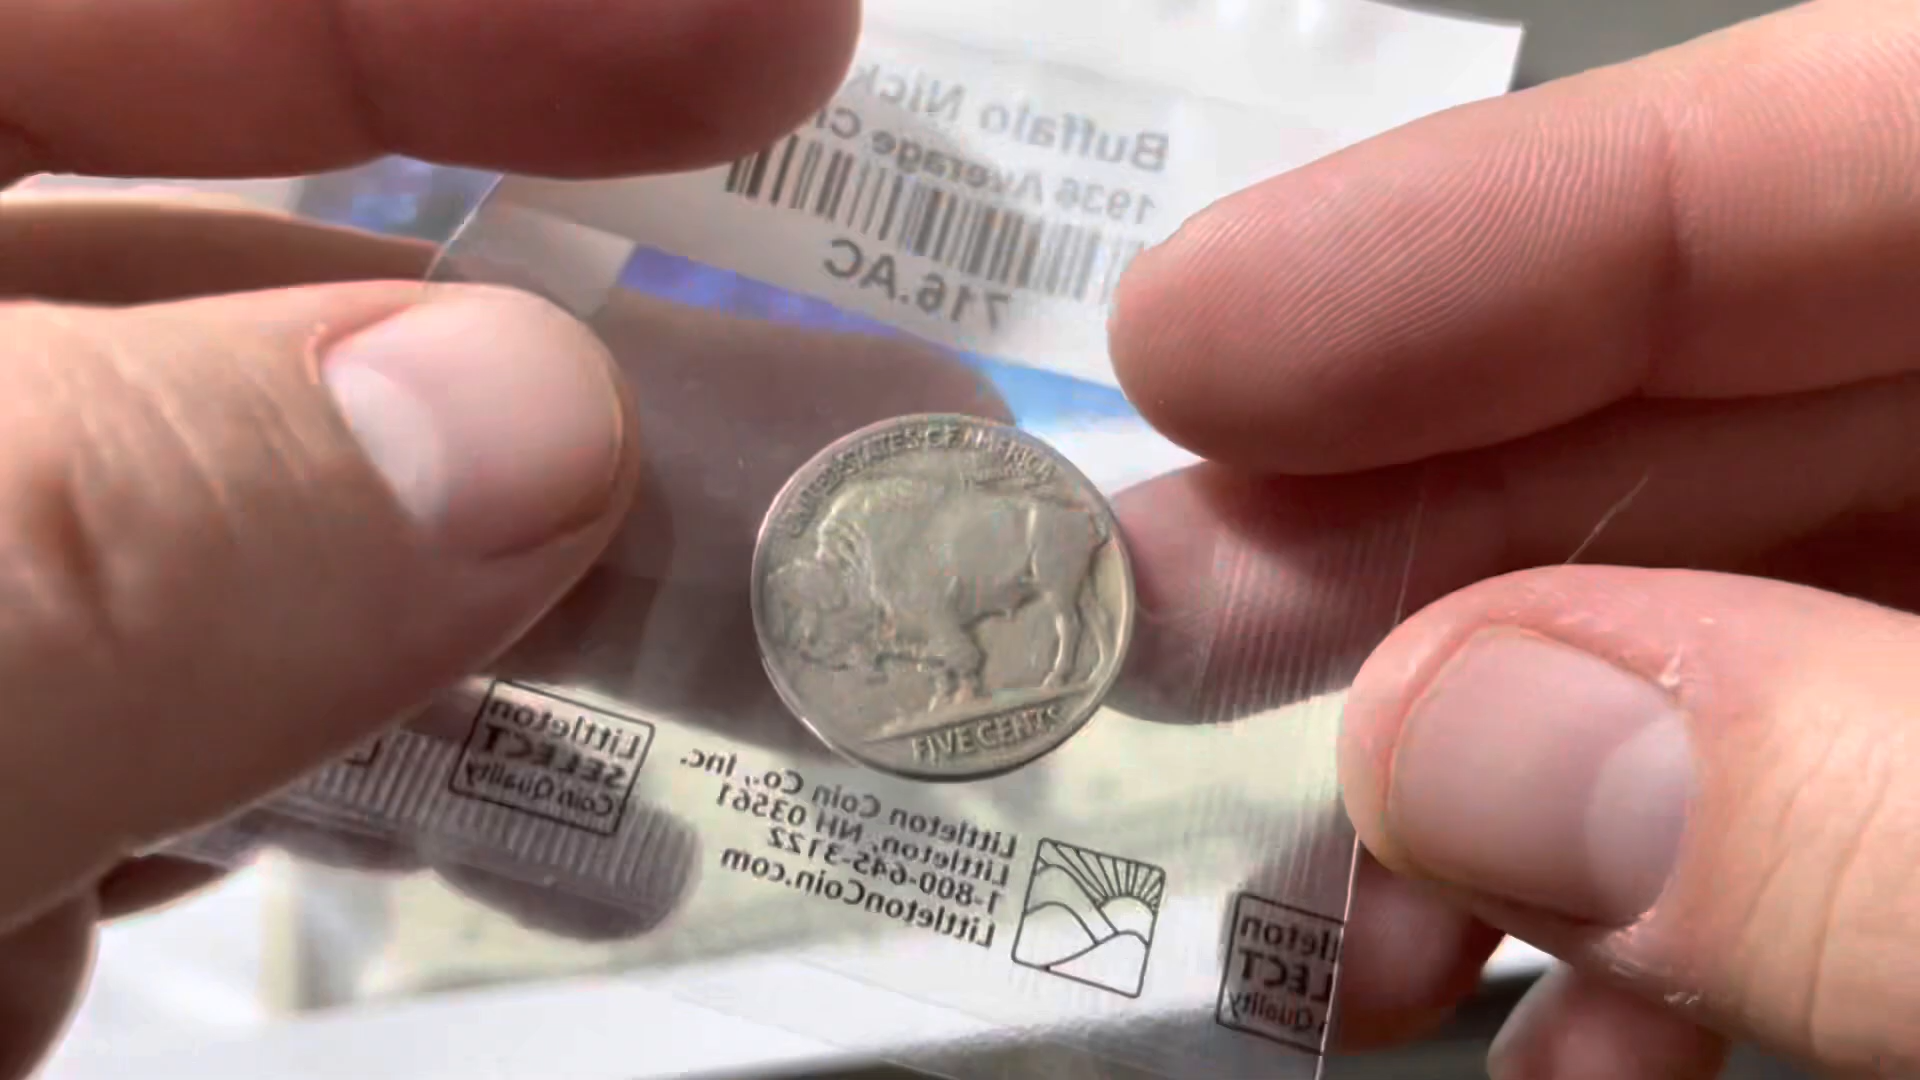 Buffalo Nick
1936 Average Ci
716.AC
UNITED STATES OF AMERICA
FIVE CENTS
Littleton
SELECT
Coin Quality
Littleton Coin Co., Inc.
Littleton, NH 03561
1-800-645-3122
LittletonCoin.com
tleton
LECT
Quality